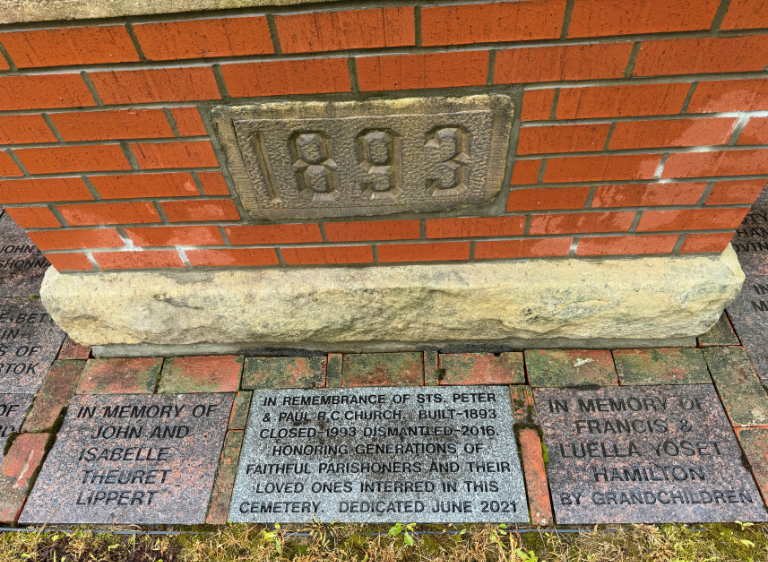 1893
JOHN
IN MEMORY OF
JOHN AND
ISABELLE
THEURET
LIPPERT
IN REMEMBRANCE OF STS. PETER
& PAUL R.C. CHURCH. BUILT-1893
CLOSED-1993 DISMANTLED-2016
HONORING GENERATIONS OF
FAITHFUL PARISHONERS AND THEIR
LOVED ONES INTERRED IN THIS
CEMETERY. DEDICATED JUNE 2021
IN MEMORY OF
FRANCIS &
LUELLA YOSET
HAMILTON
BY GRANDCHILDREN